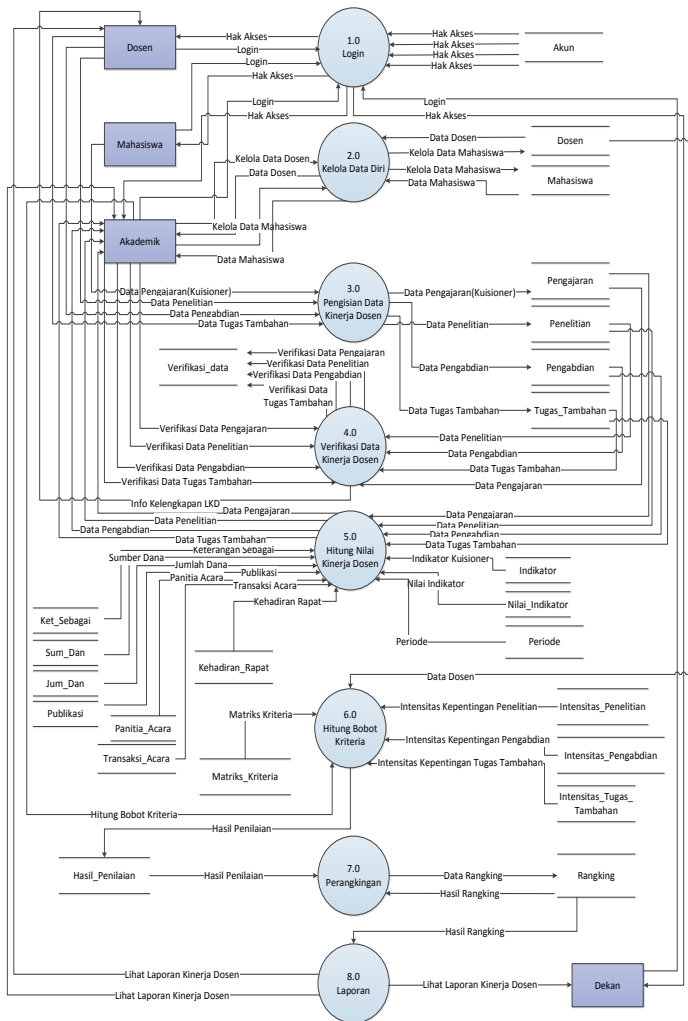 Hak Akses
1.0
Login
Hak Akses
Hak Akses
Hak Akses
Hak Akses
Akun
Dosen
Login
Login
Hak Akses
Login
Hak Akses
Login
Hak Akses
Mahasiswa
2.0
Kelola Data Diri
Data Dosen
Dosen
Kelola Data Mahasiswa
Kelola Data Dosen
Kelola Data Mahasiswa
Data Dosen
Data Mahasiswa
Mahasiswa
Akademik
Kelola Data Mahasiswa
Data Mahasiswa
3.0
Pengisian Data
Kinerja Dosen
Data Pengajaran(Kuisioner)
Data Penelitian
Data Pengabdian
Data Tugas Tambahan
Data Pengajaran(Kuisioner)
Pengajaran
Data Penelitian
Penelitian
Data Pengabdian
Pengabdian
Data Tugas Tambahan
Tugas_Tambahan
Verifikasi_data
Verifikasi Data Pengajaran
Verifikasi Data Penelitian
Verifikasi Data Pengabdian
Verifikasi Data
Tugas Tambahan
4.0
Verifikasi Data
Kinerja Dosen
Verifikasi Data Pengajaran
Verifikasi Data Penelitian
Verifikasi Data Pengabdian
Verifikasi Data Tugas Tambahan
Data Penelitian
Data Pengabdian
Data Tugas Tambahan
Data Pengajaran
Info Kelengkapan LKD
5.0
Hitung Nilai
Kinerja Dosen
Data Pengajaran
Data Penelitian
Data Pengabdian
Data Tugas Tambahan
Data Pengajaran
Data Penelitian
Data Pengabdian
Data Tugas Tambahan
Keterangan Sebagai
Sumber Dana
Jumlah Dana
Publikasi
Panitia Acara
Transaksi Acara
Kehadiran Rapat
Indikator Kuisioner
Indikator
Nilai Indikator
Nilai_Indikator
Periode
Periode
Ket_Sebagai
Sum_Dan
Jum_Dan
Publikasi
Panitia_Acara
Transaksi_Acara
Kehadiran_Rapat
Data Dosen
6.0
Hitung Bobot
Kriteria
Matriks Kriteria
Matriks_Kriteria
Intensitas Kepentingan Penelitian
Intensitas_Penelitian
Intensitas Kepentingan Pengabdian
Intensitas_Pengabdian
Intensitas Kepentingan Tugas Tambahan
Intensitas_Tugas_
Tambahan
Hitung Bobot Kriteria
Hasil Penilaian
Hasil_Penilaian
Hasil Penilaian
7.0
Perangkingan
Data Rangking
Hasil Rangking
Rangking
Hasil Rangking
8.0
Laporan
Lihat Laporan Kinerja Dosen
Lihat Laporan Kinerja Dosen
Lihat Laporan Kinerja Dosen
Dekan